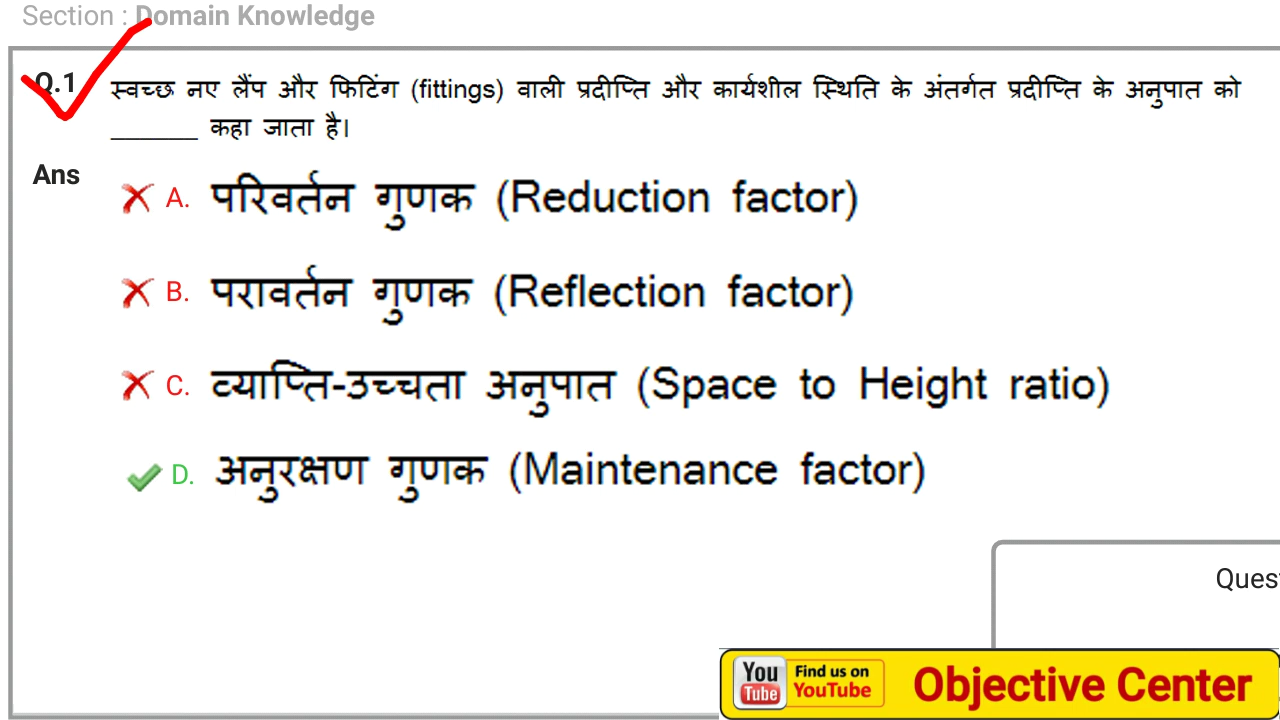 Section : Domain Knowledge
Q.1 स्वच्छ नए लैंप और फिटिंग (fittings) वाली प्रदीप्ति और कार्यशील स्थिति के अंतर्गत प्रदीप्ति के अनुपात को
_______ कहा जाता है।
Ans
A. परिवर्तन गुणक (Reduction factor)
B. परावर्तन गुणक (Reflection factor)
C. व्याप्ति-उच्चता अनुपात (Space to Height ratio)
D. अनुरक्षण गुणक (Maintenance factor)
Ques
You Tube Find us on YouTube Objective Center